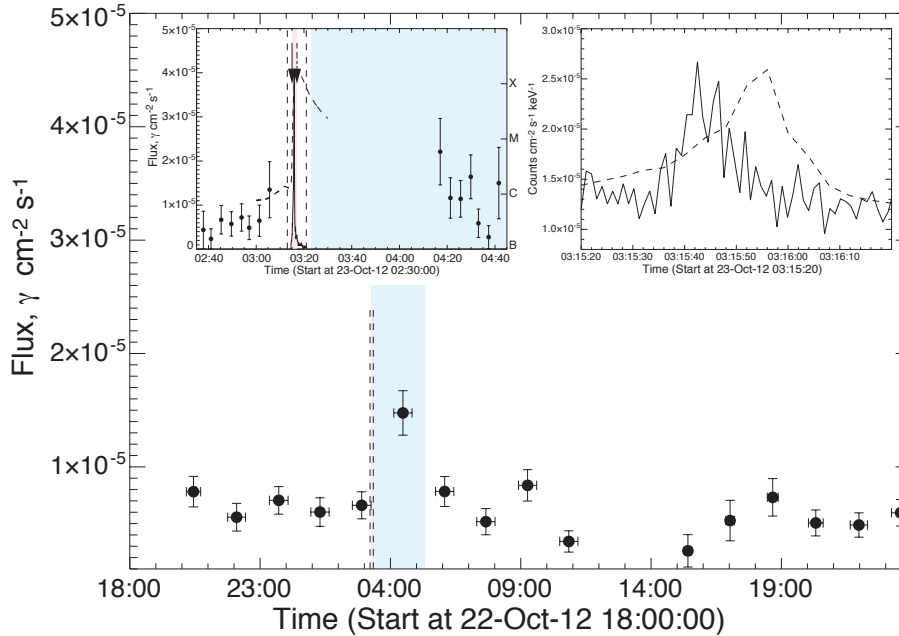 5×10⁻⁵
4×10⁻⁵
3×10⁻⁵
2×10⁻⁵
1×10⁻⁵
Flux, γ cm⁻² s⁻¹
18:00 23:00 04:00 09:00 14:00 19:00
Time (Start at 22-Oct-12 18:00:00)
5×10⁻⁵
4×10⁻⁵
3×10⁻⁵
2×10⁻⁵
1×10⁻⁵
0
Flux, γ cm⁻² s⁻¹
X
M
C
B
02:40 03:00 03:20 03:40 04:00 04:20 04:40
Time (Start at 23-Oct-12 02:30:00)
3.0×10⁻⁵
2.5×10⁻⁵
2.0×10⁻⁵
1.5×10⁻⁵
1.0×10⁻⁵
Counts cm⁻² s⁻¹ keV⁻¹
03:15:20 03:15:30 03:15:40 03:15:50 03:16:00 03:16:10
Time (Start at 23-Oct-12 03:15:20)